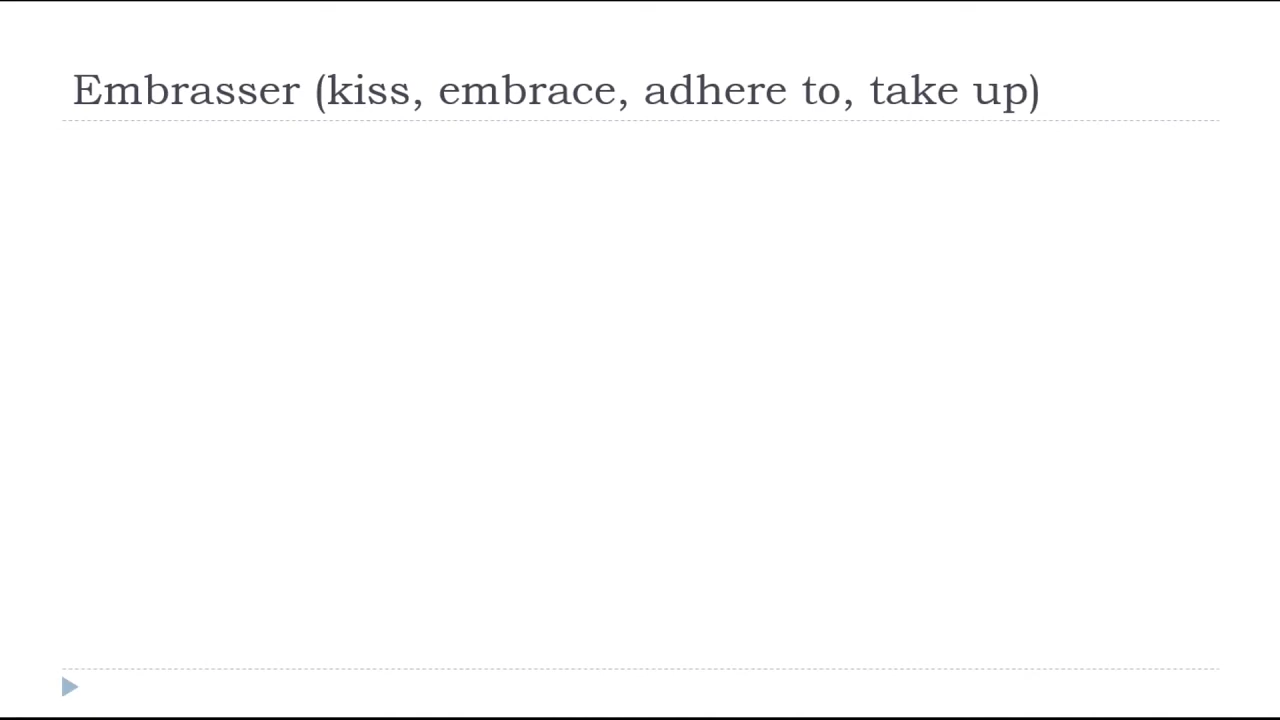 Embrasser (kiss, embrace, adhere to, take up)